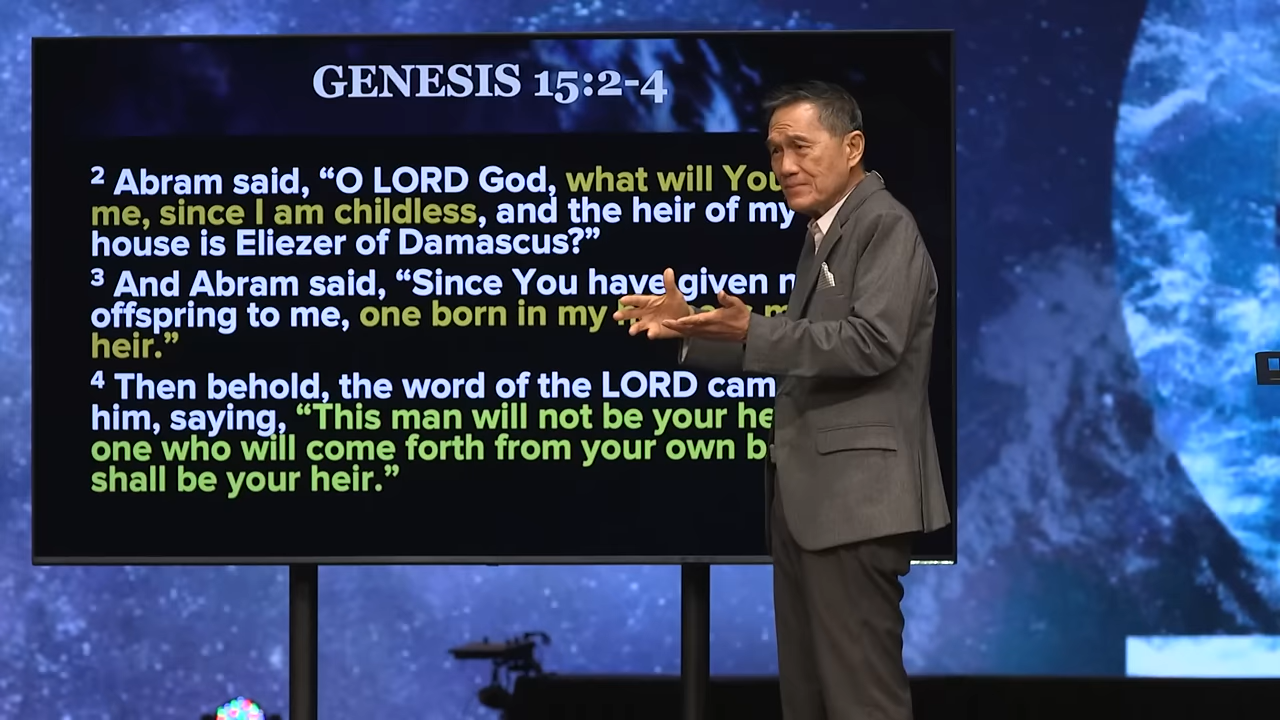 GENESIS 15:2-4
2 Abram said, “O LORD God, what will You
me, since I am childless, and the heir of my
house is Eliezer of Damascus?”
3 And Abram said, “Since You have given
offspring to me, one born in my
heir.”
4 Then behold, the word of the LORD
him, saying, “This man will not be your
one who will come forth from your own
shall be your heir.”